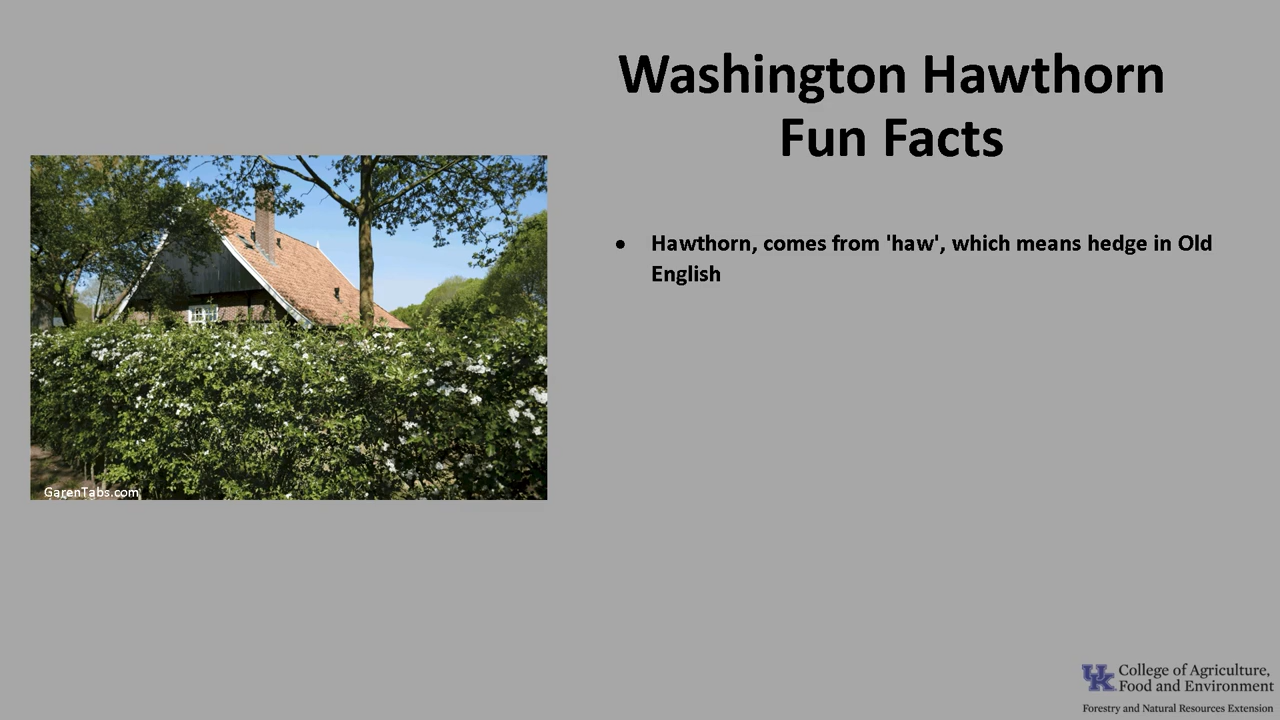 Washington Hawthorn
Fun Facts
• Hawthorn, comes from 'haw', which means hedge in Old
English
GarenTabs.com
UK College of Agriculture,
Food and Environment
Forestry and Natural Resources Extension